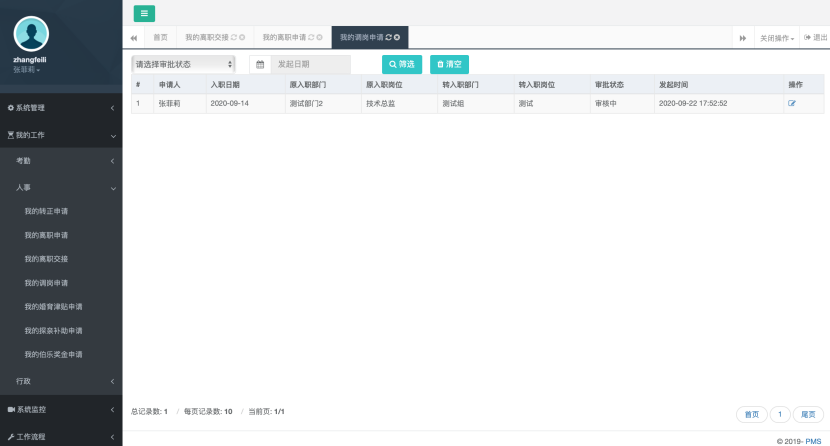 zhangfeili
张菲莉
系统管理
我的工作
考勤
人事
我的转正申请
我的离职申请
我的离职交接
我的调岗申请
我的婚育津贴申请
我的探亲补助申请
我的伯乐奖金申请
行政
系统监控
工作流程
首页 我的离职交接 我的离职申请 我的调岗申请 关闭操作 退出
请选择审批状态 发起日期 筛选 清空
# 申请人 入职日期 原入职部门 原入职岗位 转入职部门 转入职岗位 审批状态 发起时间 操作
1 张菲莉 2020-09-14 测试部门2 技术总监 测试组 测试 审核中 2020-09-22 17:52:52
总记录数: 1 / 每页记录数: 10 / 当前页: 1/1
首页 1 尾页
© 2019- PMS